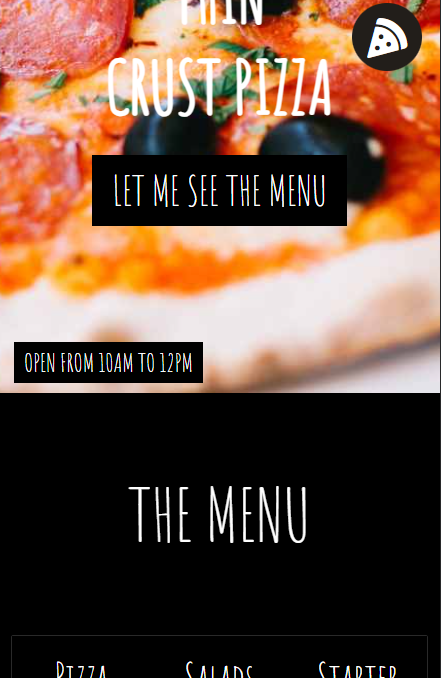 THIN
CRUST PIZZA
LET ME SEE THE MENU
OPEN FROM 10AM TO 12PM
THE MENU
PIZZA SALADS STARTER